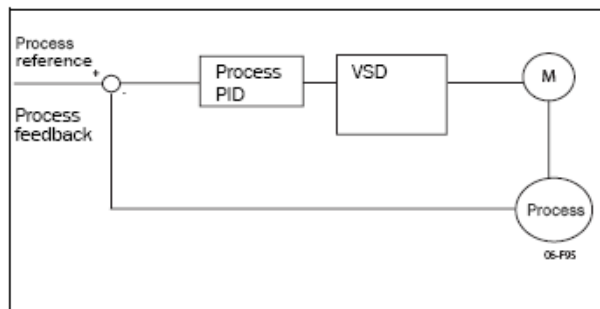 Process
reference
+
-
Process
feedback
Process
PID
VSD
M
Process
06-F95